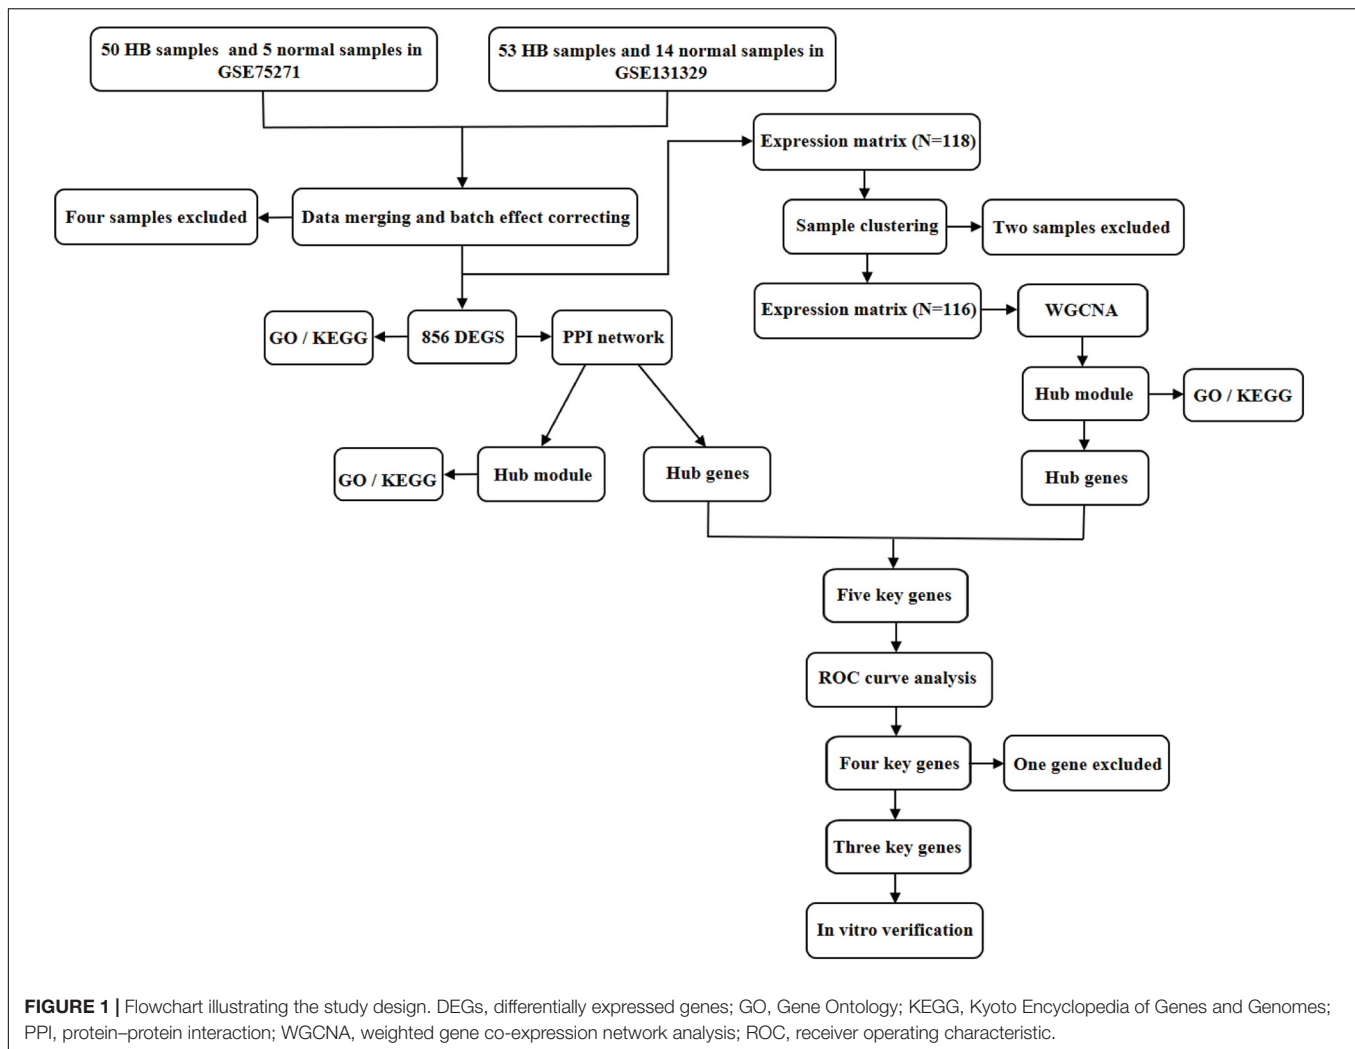 50 HB samples and 5 normal samples in
GSE75271
53 HB samples and 14 normal samples in
GSE131329
Expression matrix (N=118)
Four samples excluded
Data merging and batch effect correcting
Sample clustering
Two samples excluded
Expression matrix (N=116)
WGCNA
GO / KEGG
856 DEGS
PPI network
Hub module
GO / KEGG
GO / KEGG
Hub module
Hub genes
Hub genes
Five key genes
ROC curve analysis
Four key genes
One gene excluded
Three key genes
In vitro verification
FIGURE 1 | Flowchart illustrating the study design. DEGs, differentially expressed genes; GO, Gene Ontology; KEGG, Kyoto Encyclopedia of Genes and Genomes;
PPI, protein–protein interaction; WGCNA, weighted gene co-expression network analysis; ROC, receiver operating characteristic.